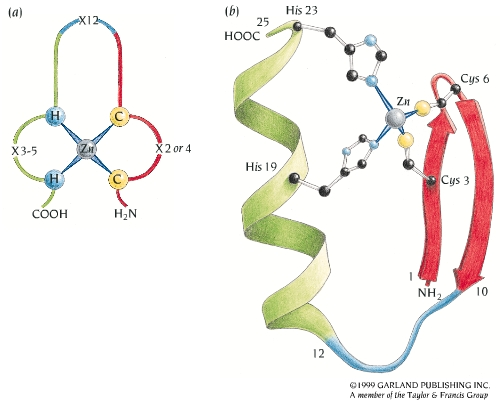 (a)
X12
H
C
Zn
X3-5
X2 or 4
H
C
COOH
H₂N
(b)
His 23
25
HOOC
Cys 6
Zn
His 19
Cys 3
1
NH₂
10
12
©1999 GARLAND PUBLISHING INC.
A member of the Taylor & Francis Group